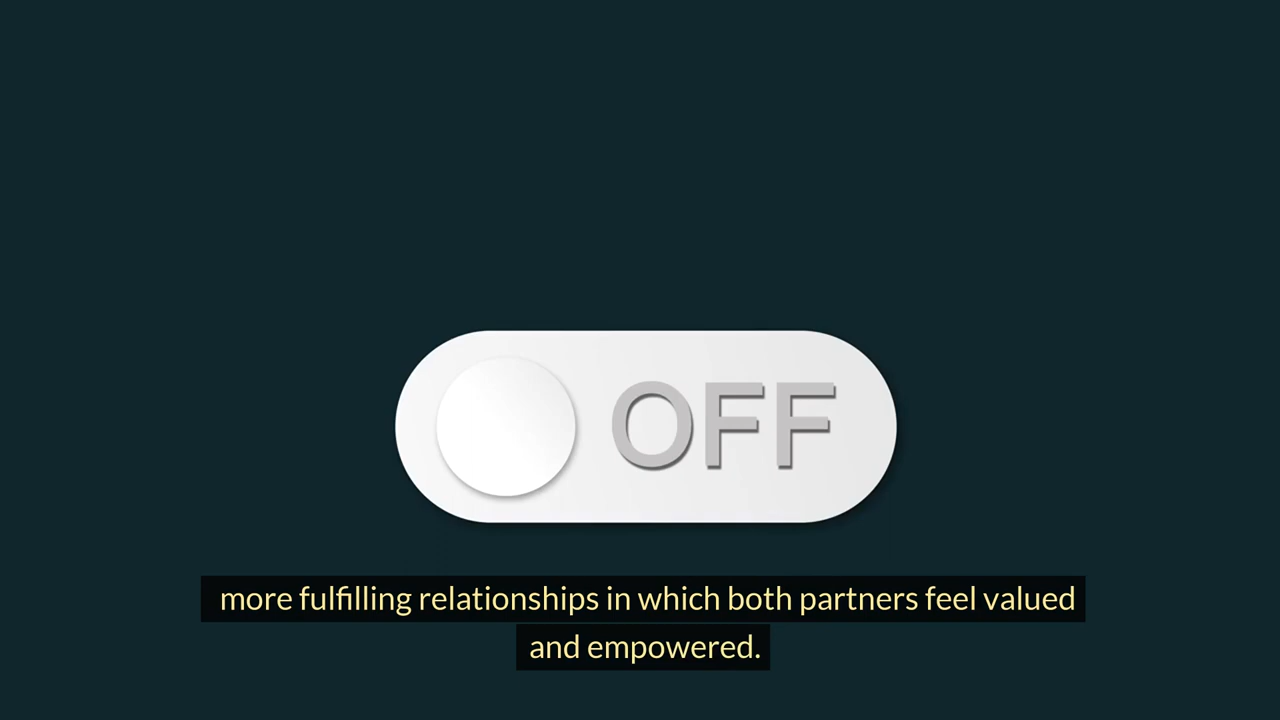 OFF
more fulfilling relationships in which both partners feel valued
and empowered.